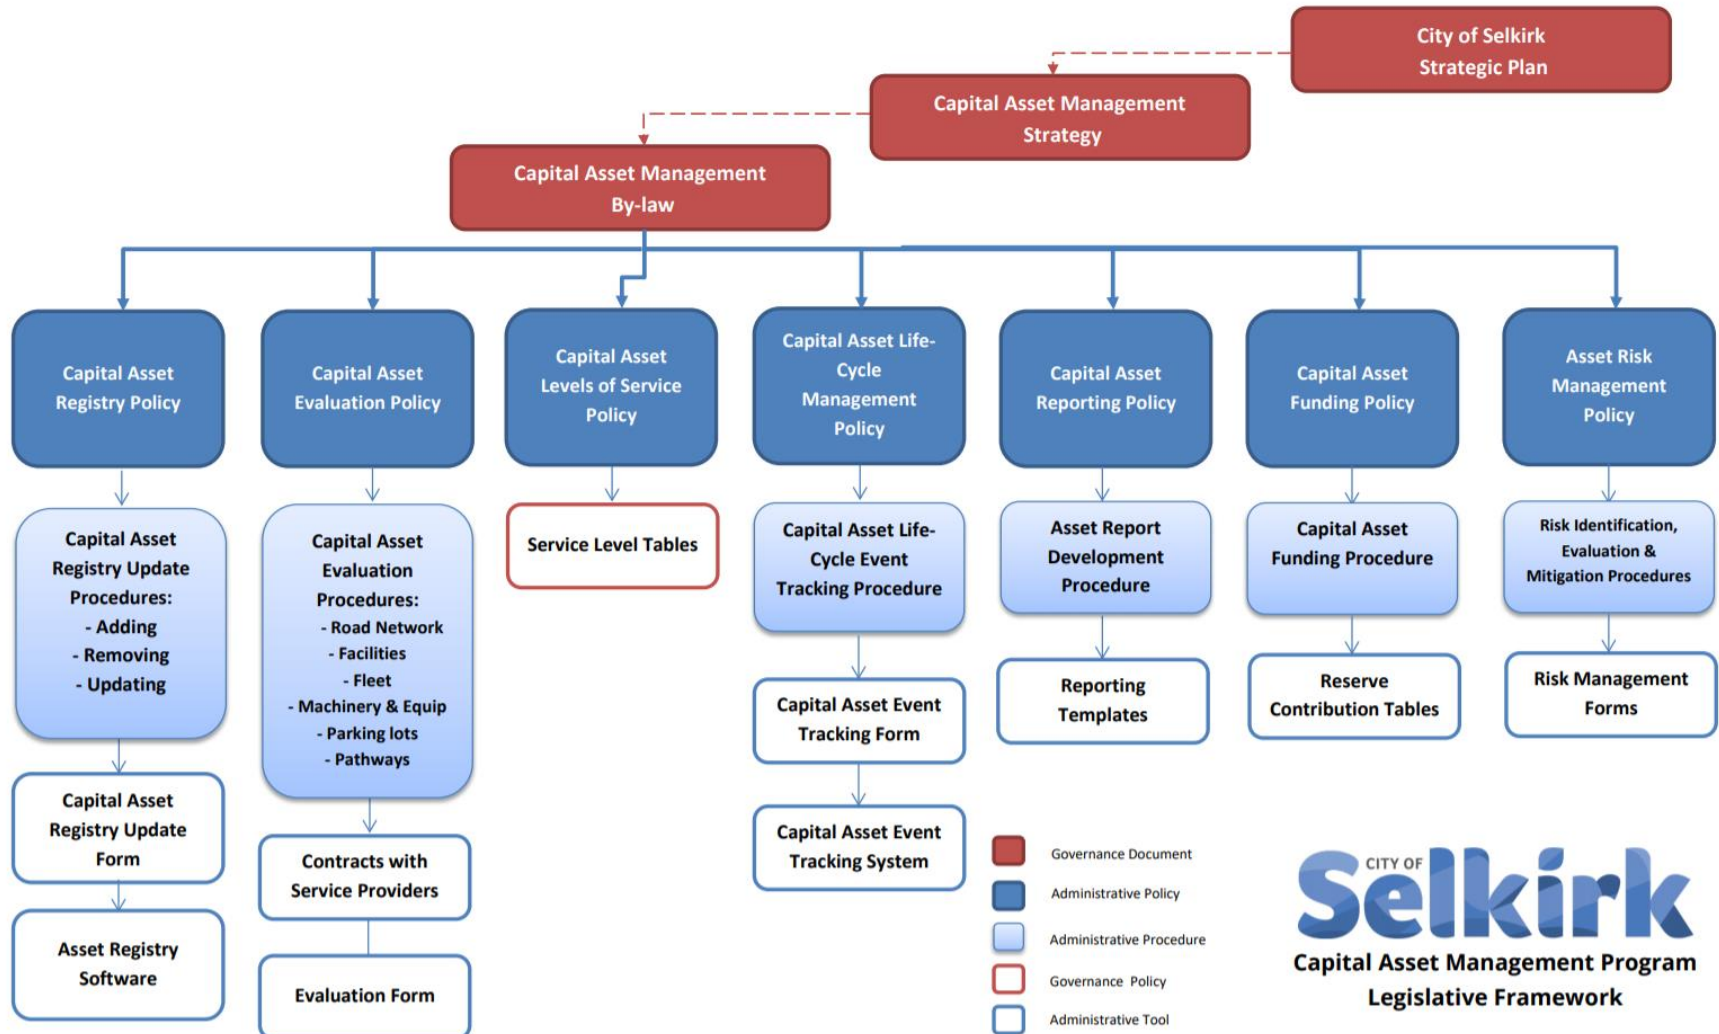 City of Selkirk
Strategic Plan
Capital Asset Management
Strategy
Capital Asset Management
By-law
Capital Asset
Registry Policy
Capital Asset
Evaluation Policy
Capital Asset
Levels of Service
Policy
Capital Asset Life-
Cycle
Management
Policy
Capital Asset
Reporting Policy
Capital Asset
Funding Policy
Asset Risk
Management
Policy
Capital Asset
Registry Update
Procedures:
- Adding
- Removing
- Updating
Capital Asset
Evaluation
Procedures:
- Road Network
- Facilities
- Fleet
- Machinery & Equip
- Parking lots
- Pathways
Service Level Tables
Capital Asset Life-
Cycle Event
Tracking Procedure
Asset Report
Development
Procedure
Capital Asset
Funding Procedure
Risk Identification,
Evaluation &
Mitigation Procedures
Capital Asset
Registry Update
Form
Contracts with
Service Providers
Capital Asset Event
Tracking Form
Reporting
Templates
Reserve
Contribution Tables
Risk Management
Forms
Asset Registry
Software
Evaluation Form
Capital Asset Event
Tracking System
Governance Document
Administrative Policy
Administrative Procedure
Governance Policy
Administrative Tool
CITY OF
Selkirk
Capital Asset Management Program
Legislative Framework